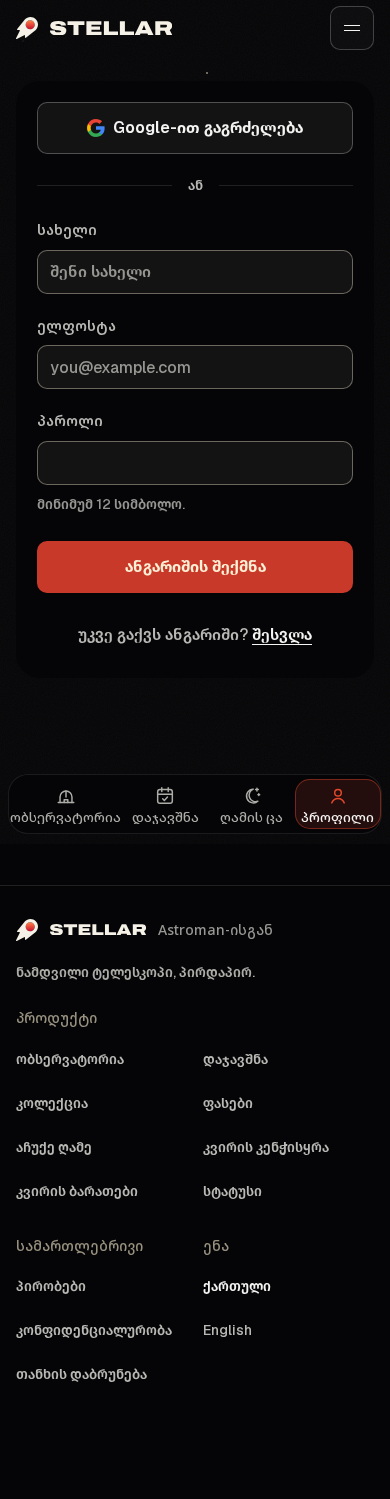 STELLAR
Google-ით გაგრძელება
ან
სახელი
შენი სახელი
ელფოსტა
you@example.com
პაროლი
მინიმუმ 12 სიმბოლო.
ანგარიშის შექმნა
უკვე გაქვს ანგარიში? შესვლა
ობსერვატორია
დაჯავშნა
ღამის ცა
პროფილი
STELLAR Astroman-ისგან
ნამდვილი ტელესკოპი, პირდაპირ.
პროდუქტი
ობსერვატორია
დაჯავშნა
კოლექცია
ფასები
აჩუქე ღამე
კვირის კენჭისყრა
კვირის ბარათები
სტატუსი
სამართლებრივი
ენა
პირობები
ქართული
კონფიდენციალურობა
English
თანხის დაბრუნება